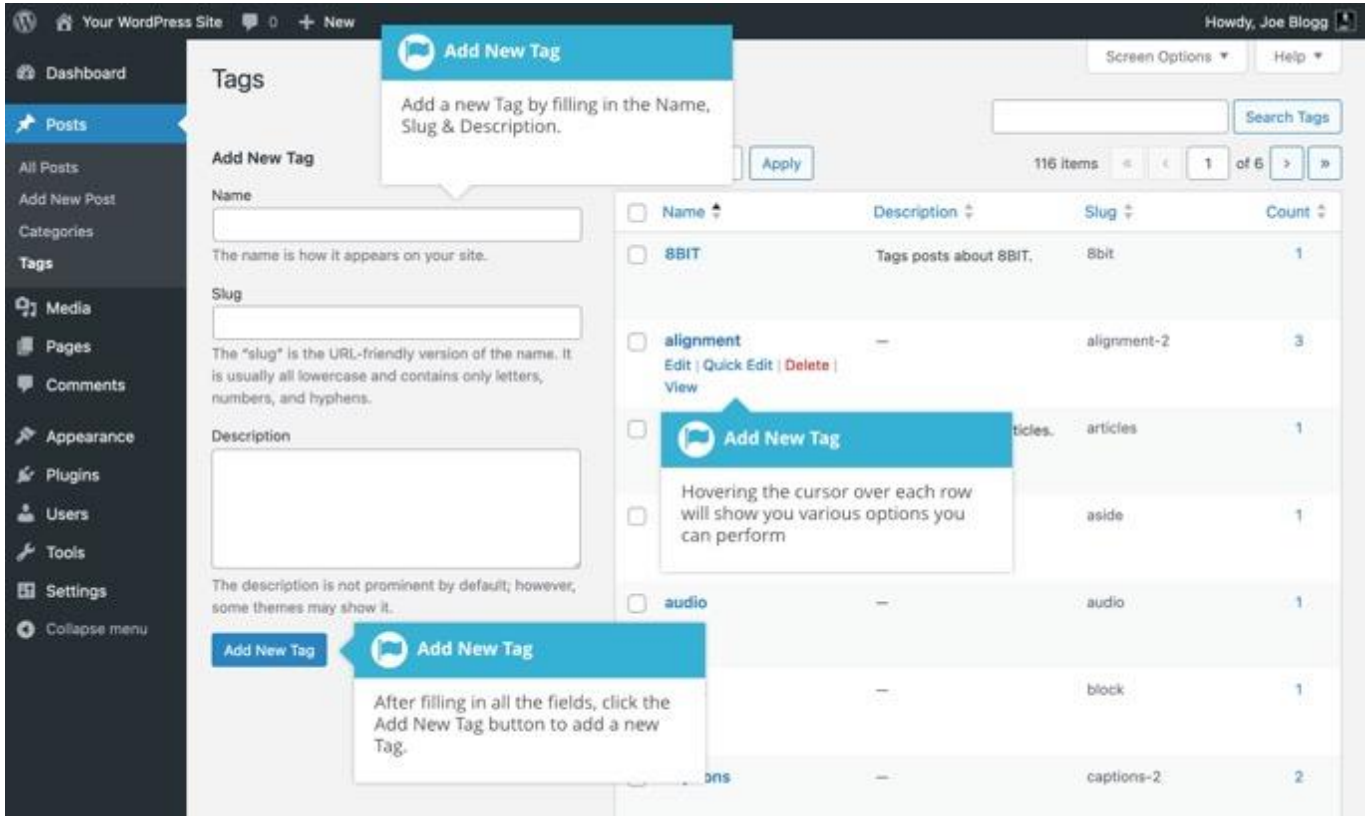 Your WordPress Site 0 + New
Howdy, Joe Blogg
Dashboard
Posts
All Posts
Add New Post
Categories
Tags
Media
Pages
Comments
Appearance
Plugins
Users
Tools
Settings
Collapse menu
Screen Options ▼
Help ▼
Tags
Add New Tag
Add a new Tag by filling in the Name,
Slug & Description.
Search Tags
Apply
116 items « ‹ 1 of 6 › »
Add New Tag
Name
The name is how it appears on your site.
Slug
The "slug" is the URL-friendly version of the name. It
is usually all lowercase and contains only letters,
numbers, and hyphens.
Description
The description is not prominent by default; however,
some themes may show it.
Add New Tag
Add New Tag
After filling in all the fields, click the
Add New Tag button to add a new
Tag.
Name Description Slug Count
8BIT Tags posts about 8BIT. 8bit 1
alignment — alignment-2 3
Edit | Quick Edit | Delete |
View
Add New Tag
Hovering the cursor over each row
will show you various options you
can perform
ticles. articles 1
aside 1
audio — audio 1
— block 1
ons — captions-2 2